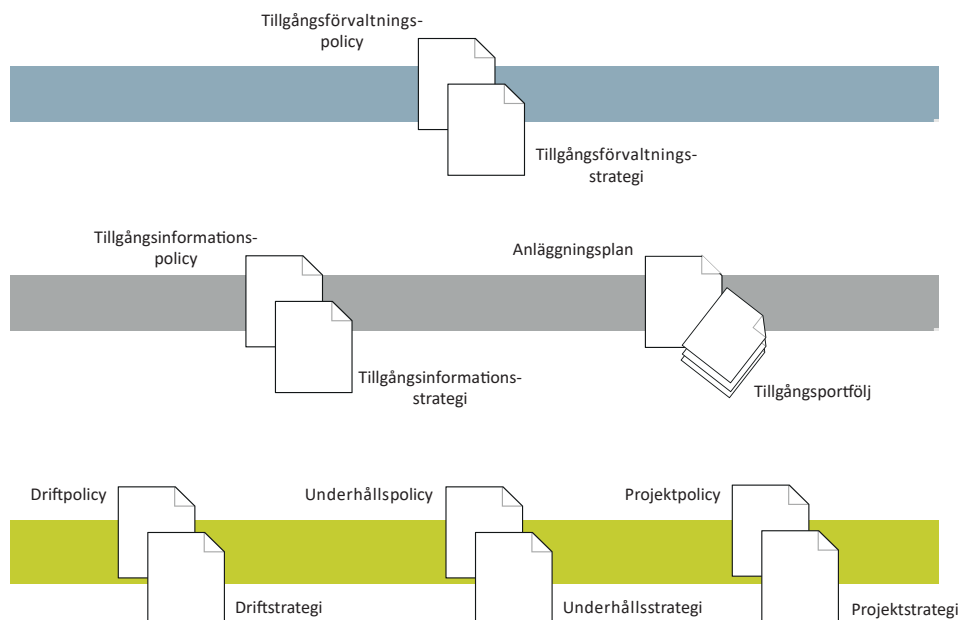 Tillgångsförvaltnings-
policy
Tillgångsförvaltnings-
strategi
Tillgångsinformations-
policy
Anläggningsplan
Tillgångsinformations-
strategi
Tillgångsportfölj
Driftpolicy
Underhållspolicy
Projektpolicy
Driftstrategi
Underhållsstrategi
Projektstrategi